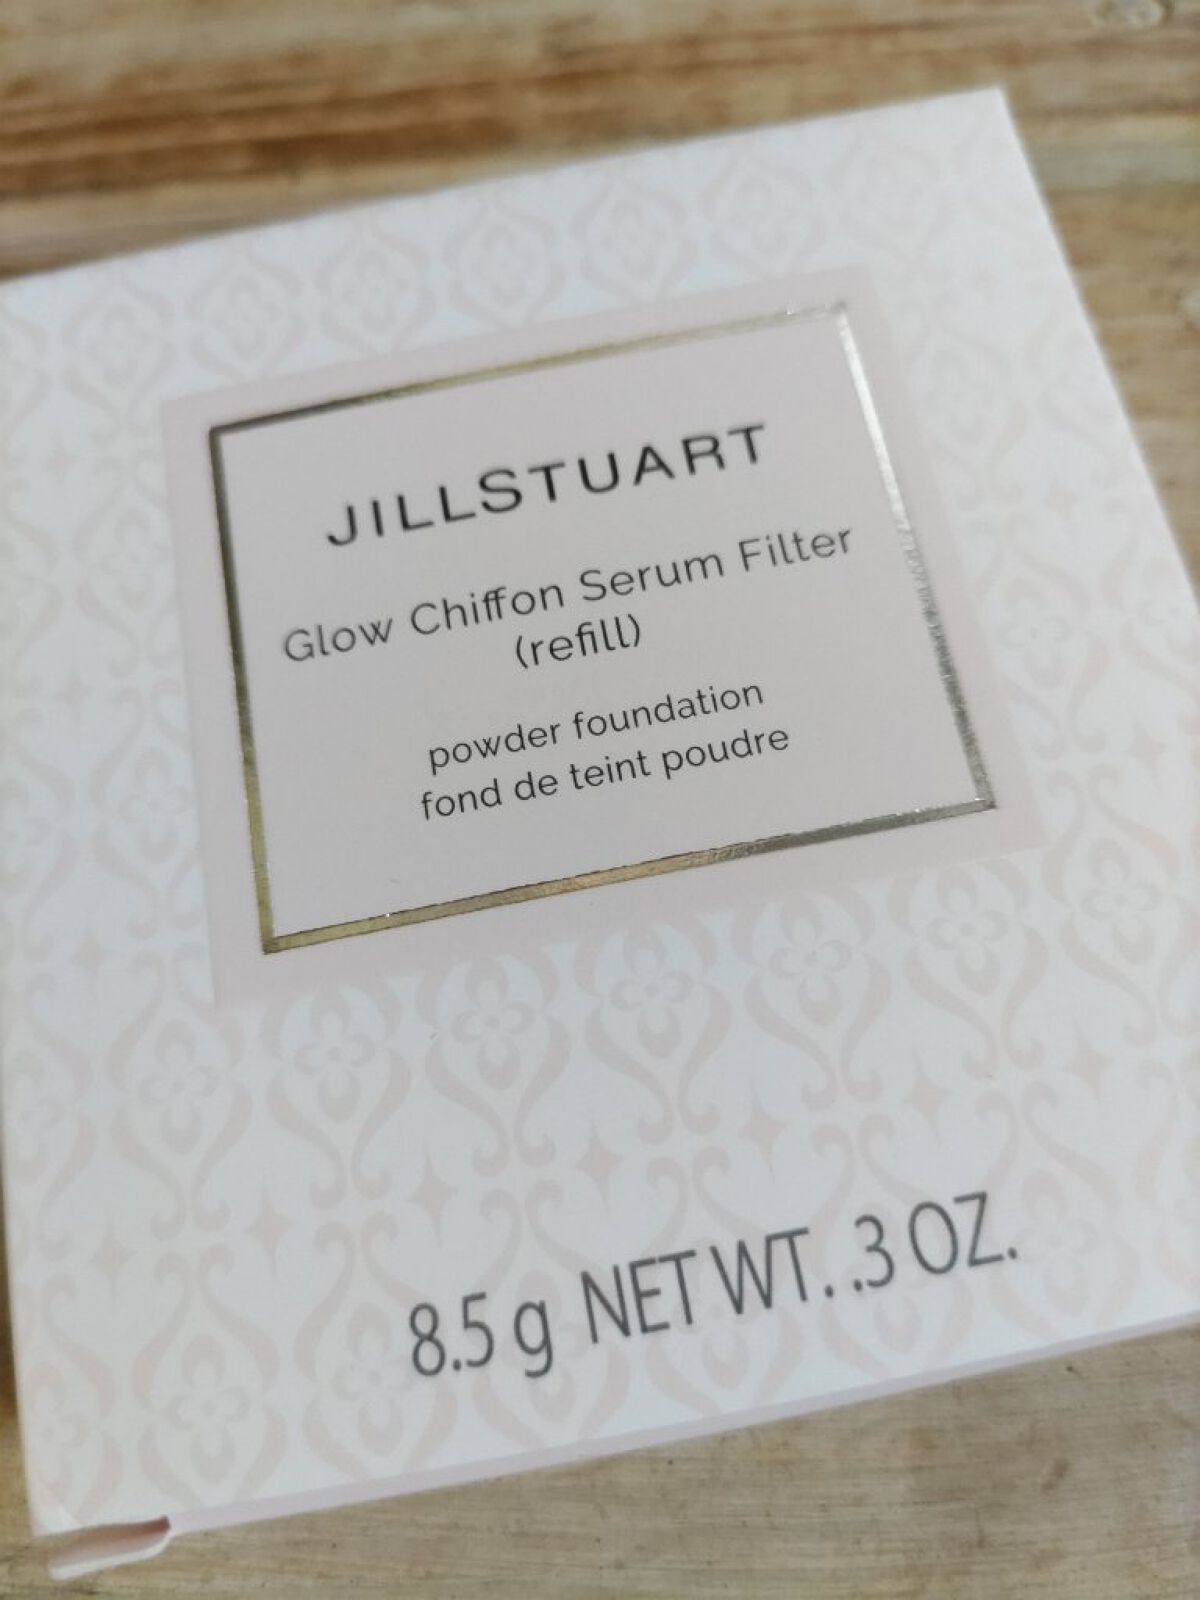 JILLSTUART
Glow Chiffon Serum Filter
(refill)
powder foundation
fond de teint poudre
8.5 g NET WT. .3 OZ.